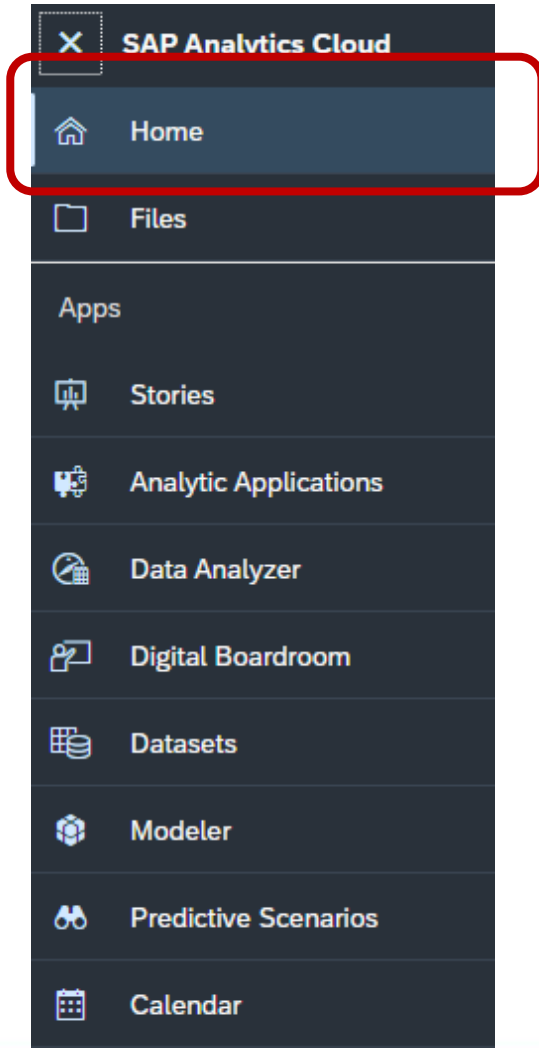 SAP Analytics Cloud
Home
Files
Apps
Stories
Analytic Applications
Data Analyzer
Digital Boardroom
Datasets
Modeler
Predictive Scenarios
Calendar